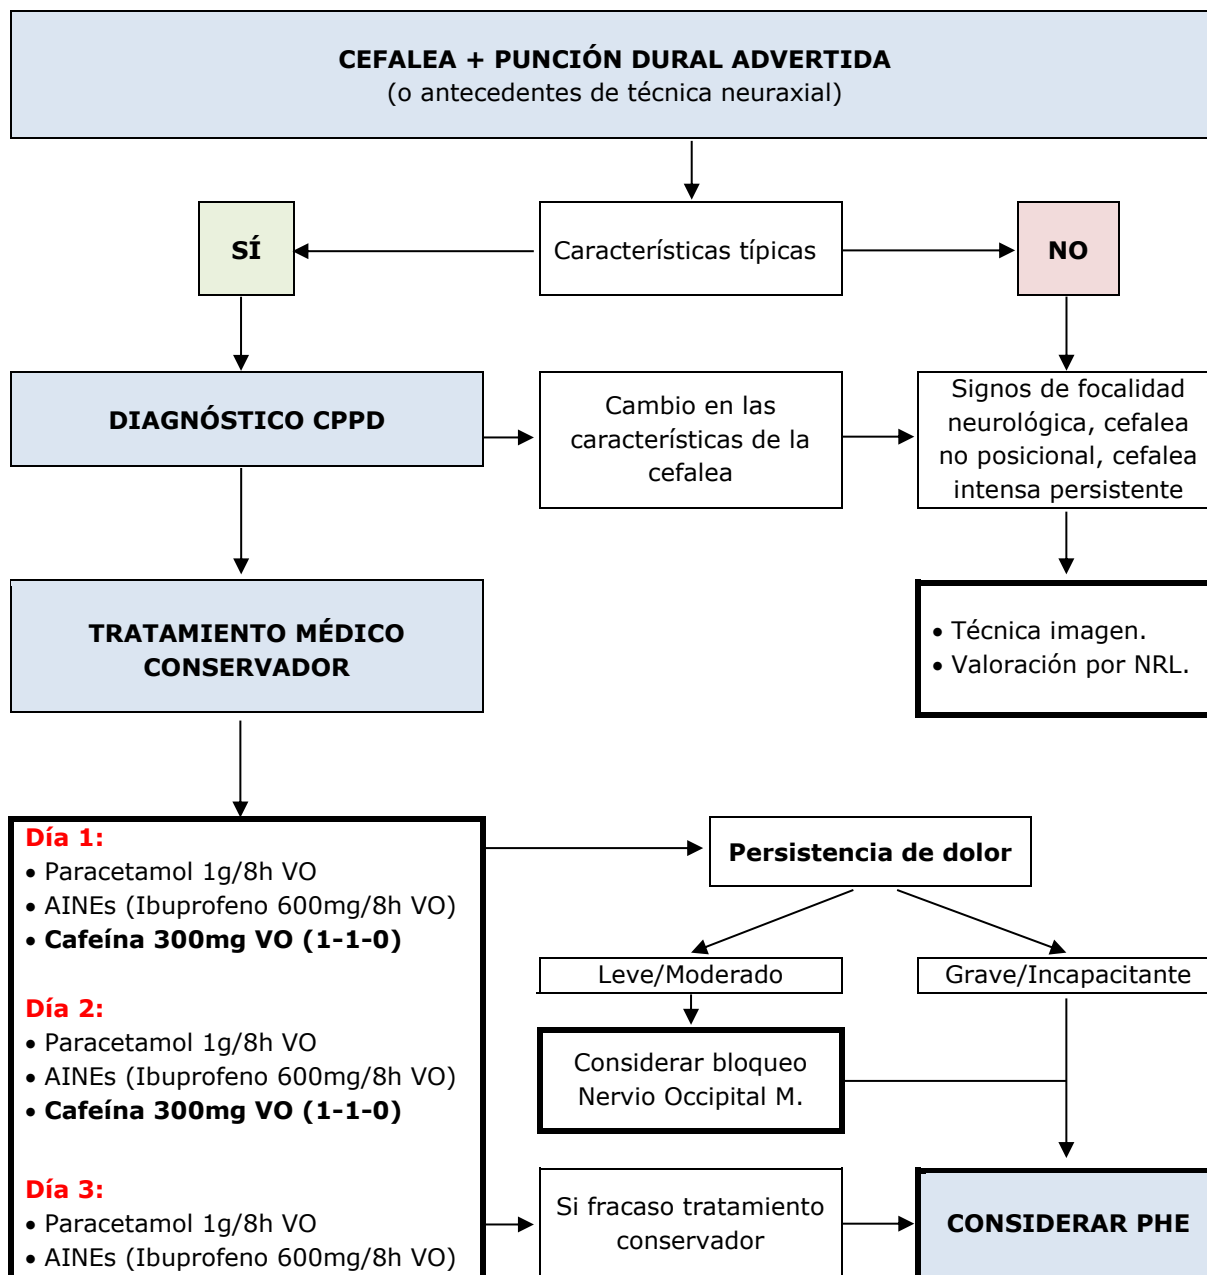 CEFALEA + PUNCIÓN DURAL ADVERTIDA
(o antecedentes de técnica neuraxial)
SÍ
Características típicas
NO
DIAGNÓSTICO CPPD
Cambio en las
características de la
cefalea
Signos de focalidad
neurológica, cefalea
no posicional, cefalea
intensa persistente
TRATAMIENTO MÉDICO
CONSERVADOR
• Técnica imagen.
• Valoración por NRL.
Día 1:
• Paracetamol 1g/8h VO
• AINEs (Ibuprofeno 600mg/8h VO)
• Cafeína 300mg VO (1-1-0)
Día 2:
• Paracetamol 1g/8h VO
• AINEs (Ibuprofeno 600mg/8h VO)
• Cafeína 300mg VO (1-1-0)
Día 3:
• Paracetamol 1g/8h VO
• AINEs (Ibuprofeno 600mg/8h VO)
Persistencia de dolor
Leve/Moderado
Grave/Incapacitante
Considerar bloqueo
Nervio Occipital M.
Si fracaso tratamiento
conservador
CONSIDERAR PHE